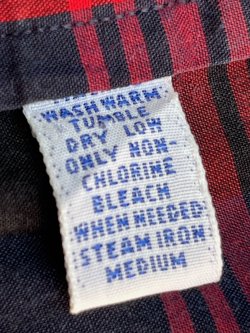 WASH WARM.
TUMBLE
DRY LOW
ONLY NON-
CHLORINE
BLEACH
WHEN NEEDED
STEAM IRON
MEDIUM